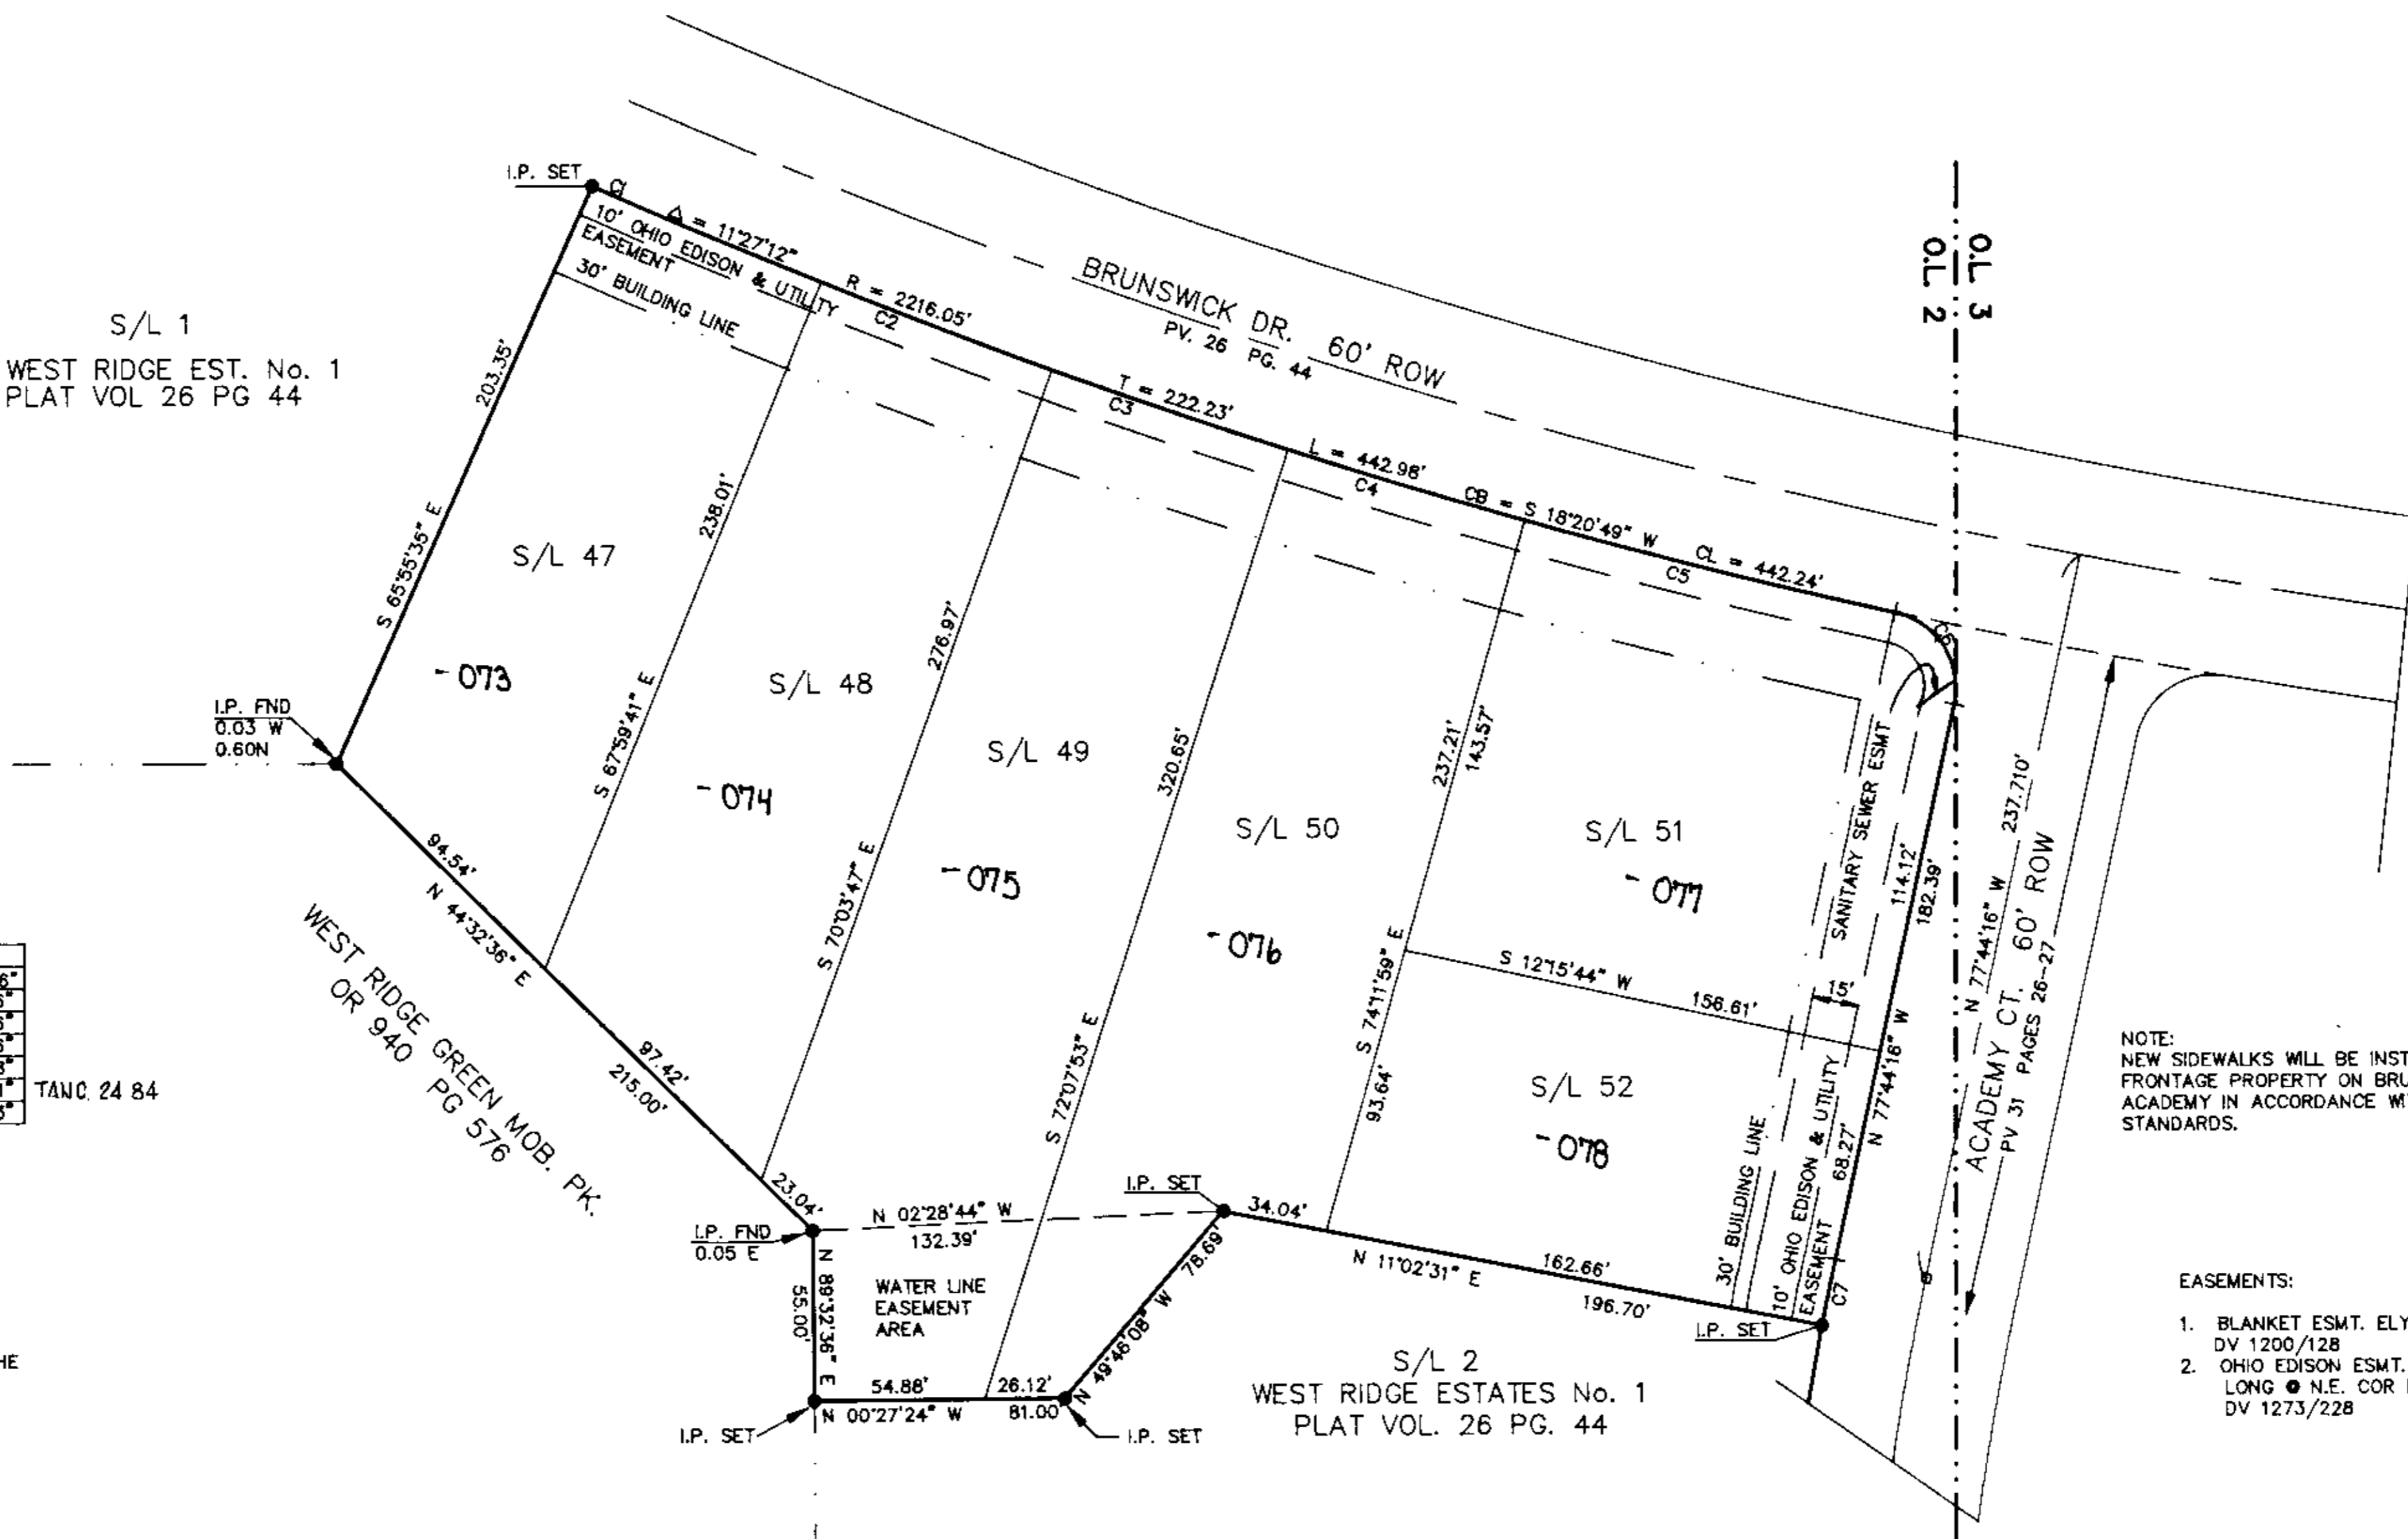 I.P. SET
C1
Δ = 11°27'12"
R = 2216.05'
C2
T = 222.23'
C3
L = 442.98'
C4
CB = S 18°20'49" W
CL = 442.24'
C5
C6
10' OHIO EDISON & UTILITY
EASEMENT
30' BUILDING LINE
BRUNSWICK DR. 60' ROW
PV. 26 PG. 44
O.L. 2
O.L 3
S/L 1
WEST RIDGE EST. No. 1
PLAT VOL 26 PG 44
203.35'
S 65°55'35" E
S/L 47
- 073
238.01'
S 67°59'41" E
S/L 48
- 074
276.97'
S 70°03'47" E
S/L 49
- 075
320.65'
S 72°07'53" E
S/L 50
- 076
237.21'
143.57'
S 74°11'59" E
93.64'
S/L 51
- 077
S 12°15'44" W
156.61'
15'
S/L 52
- 078
SANITARY SEWER ESMT
114.12'
182.39'
N 77°44'16" W
68.27'
C7
30' BUILDING LINE
10' OHIO EDISON & UTILITY
EASEMENT
N 77°44'16" W 237.710'
ACADEMY CT. 60' ROW
PV 31 PAGES 26-27
I.P. FND
0.03 W
0.60N
94.54'
N 44°32'36" E
97.42'
215.00'
23.04'
WEST RIDGE GREEN MOB. PK.
OR 940 PG 576
TANG. 24 84
HE
I.P. FND
0.05 E
N 02°28'44" W
132.39'
N 89°32'36" E
55.00'
WATER LINE
EASEMENT
AREA
54.88'
26.12'
N 00°27'24" W
81.00'
I.P. SET
I.P. SET
N 49°46'08" W
78.69'
I.P. SET
34.04'
N 11°02'31" E
162.66'
196.70'
I.P. SET
S/L 2
WEST RIDGE ESTATES No. 1
PLAT VOL. 26 PG. 44
NOTE:
NEW SIDEWALKS WILL BE INST
FRONTAGE PROPERTY ON BRU
ACADEMY IN ACCORDANCE WI
STANDARDS.
EASEMENTS:
1. BLANKET ESMT. ELY
DV 1200/128
2. OHIO EDISON ESMT.
LONG @ N.E. COR
DV 1273/228